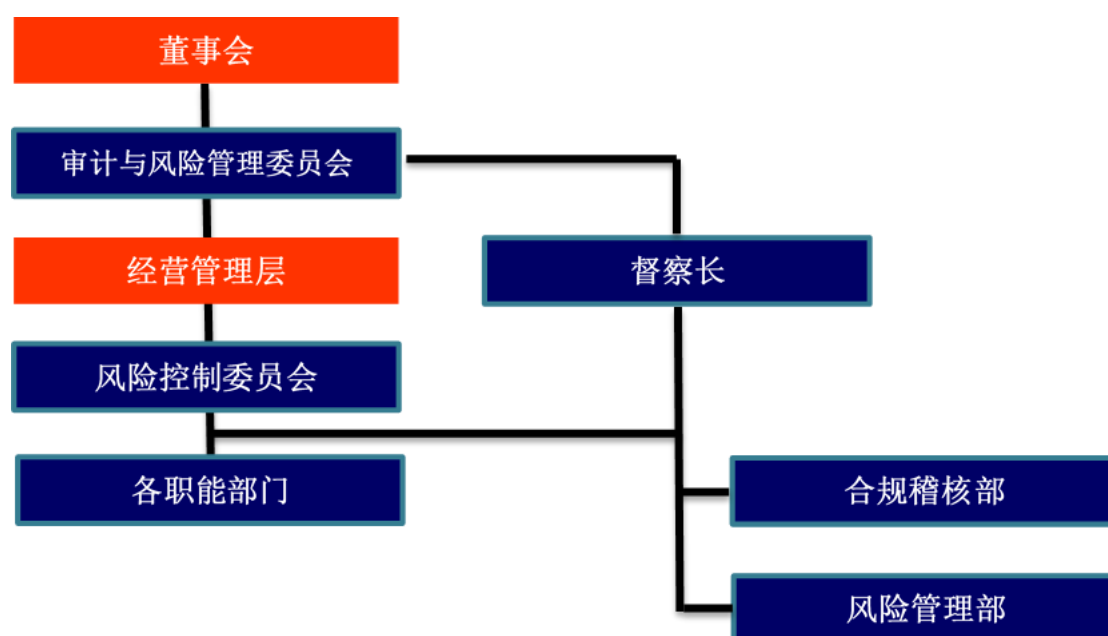 董事会
审计与风险管理委员会
经营管理层
督察长
风险控制委员会
各职能部门
合规稽核部
风险管理部